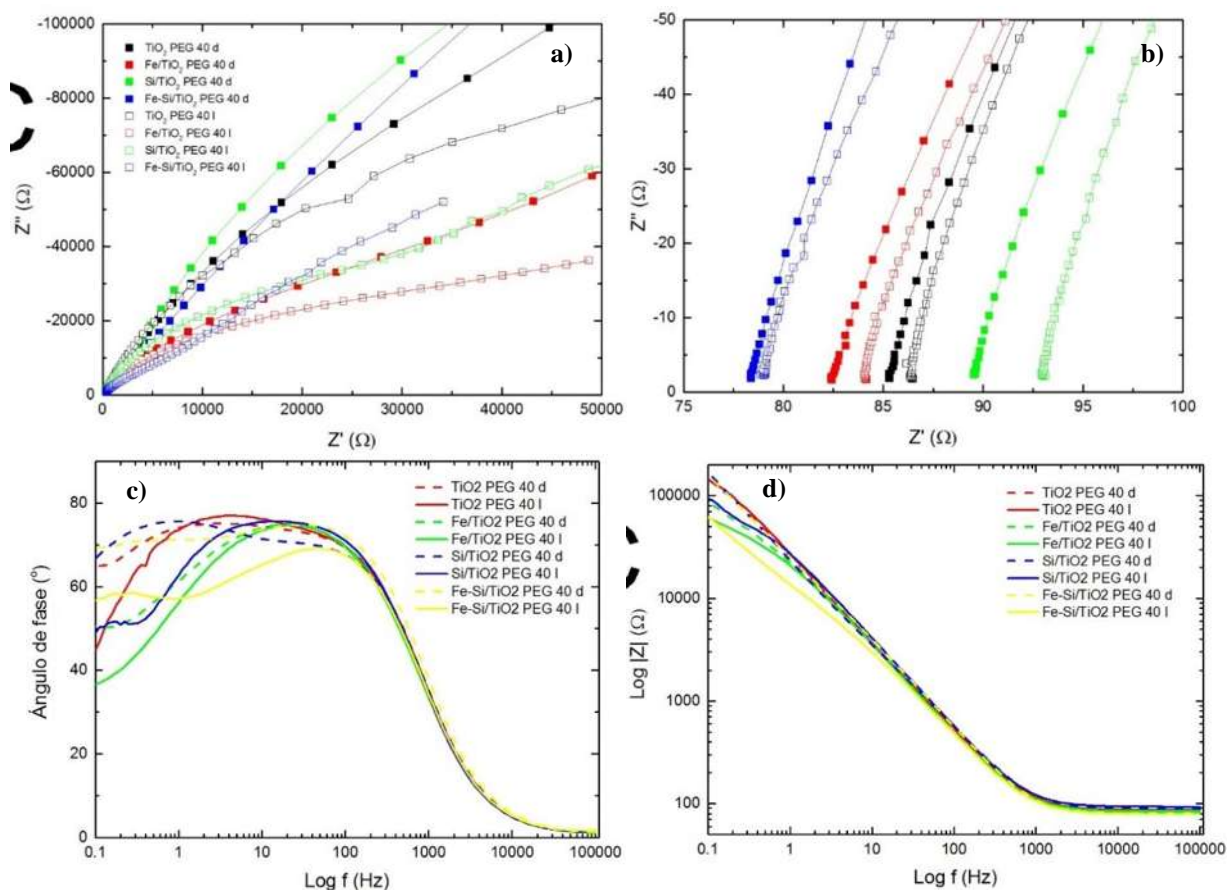 a)
-100000
-80000
-60000
-40000
-20000
0
Z'' (Ω)
TiO₂ PEG 40 d
Fe/TiO₂ PEG 40 d
Si/TiO₂ PEG 40 d
Fe-Si/TiO₂ PEG 40 d
TiO₂ PEG 40 l
Fe/TiO₂ PEG 40 l
Si/TiO₂ PEG 40 l
Fe-Si/TiO₂ PEG 40 l
0 10000 20000 30000 40000 50000
Z' (Ω)
b)
-50
-40
-30
-20
-10
0
Z'' (Ω)
75 80 85 90 95 100
Z' (Ω)
c)
80
60
40
20
0
Ángulo de fase (°)
TiO2 PEG 40 d
TiO2 PEG 40 l
Fe/TiO2 PEG 40 d
Fe/TiO2 PEG 40 l
Si/TiO2 PEG 40 d
Si/TiO2 PEG 40 l
Fe-Si/TiO2 PEG 40 d
Fe-Si/TiO2 PEG 40 l
0.1 1 10 100 1000 10000 100000
Log f (Hz)
d)
100000
10000
1000
100
Log |Z| (Ω)
TiO2 PEG 40 d
TiO2 PEG 40 l
Fe/TiO2 PEG 40 d
Fe/TiO2 PEG 40 l
Si/TiO2 PEG 40 d
Si/TiO2 PEG 40 l
Fe-Si/TiO2 PEG 40 d
Fe-Si/TiO2 PEG 40 l
0.1 1 10 100 1000 10000 100000
Log f (Hz)